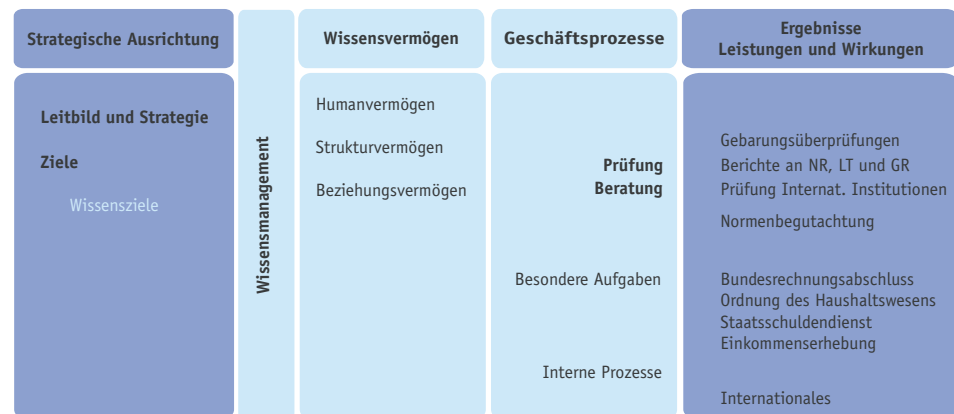 Strategische Ausrichtung
Leitbild und Strategie
Ziele
Wissensziele
Wissensmanagement
Wissensvermögen
Humanvermögen
Strukturvermögen
Beziehungsvermögen
Geschäftsprozesse
Prüfung
Beratung
Besondere Aufgaben
Interne Prozesse
Ergebnisse
Leistungen und Wirkungen
Gebarungsüberprüfungen
Berichte an NR, LT und GR
Prüfung Internat. Institutionen
Normenbegutachtung
Bundesrechnungsabschluss
Ordnung des Haushaltswesens
Staatsschuldendienst
Einkommenserhebung
Internationales